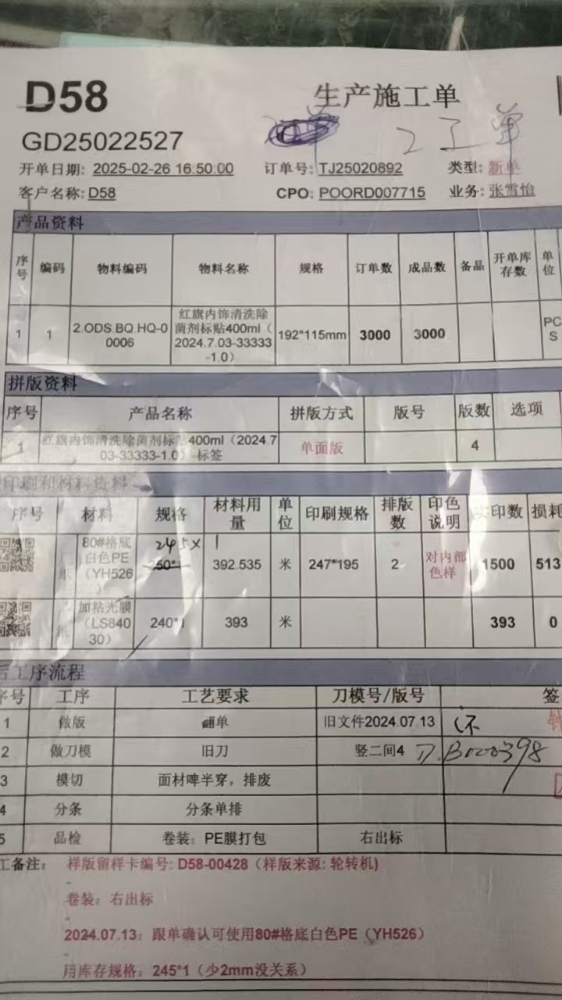 D58
生产施工单
GD25022527
开单日期: 2025-02-26 16:50:00 订单号: TJ25020892 类型: 新单
客户名称: D58 CPO: POORD007715 业务: 张雪怡
产品资料
序号 编码 物料编码 物料名称 规格 订单数 成品数 备品 开单库存数 单位
1 1 2.ODS.BQ.HQ-00006 红旗内饰清洗除菌剂标贴400ml（2024.7.03-33333-1.0） 192*115mm 3000 3000 PCS
拼版资料
序号 产品名称 拼版方式 版号 版数 选项
1 红旗内饰清洗除菌剂标贴400ml（2024.7.03-33333-1.0）-标签 单面版 4
印刷和材料资料
序号 材料 规格 材料用量 单位 印刷规格 排版数 印色说明 实印数 损耗
80#格底白色PE（YH526 250*1 245×1 392.535 米 247*195 2 对内部色样 1500 513
加粘光膜（LS84030） 240*1 393 米 393 0
后工序流程
序号 工序 工艺要求 刀模号/版号 签
1 做版 翻单 旧文件2024.07.13
2 做刀模 旧刀 竖二间4 D.B000398
3 模切 面材啤半穿，排废
4 分条 分条单排
5 品检 卷装：PE膜打包 右出标
工备注： 样版留样卡编号: D58-00428（样版来源: 轮转机)
卷装：右出标
2024.07.13：跟单确认可使用80#格底白色PE（YH526）
用库存规格：245*1（少2mm没关系）